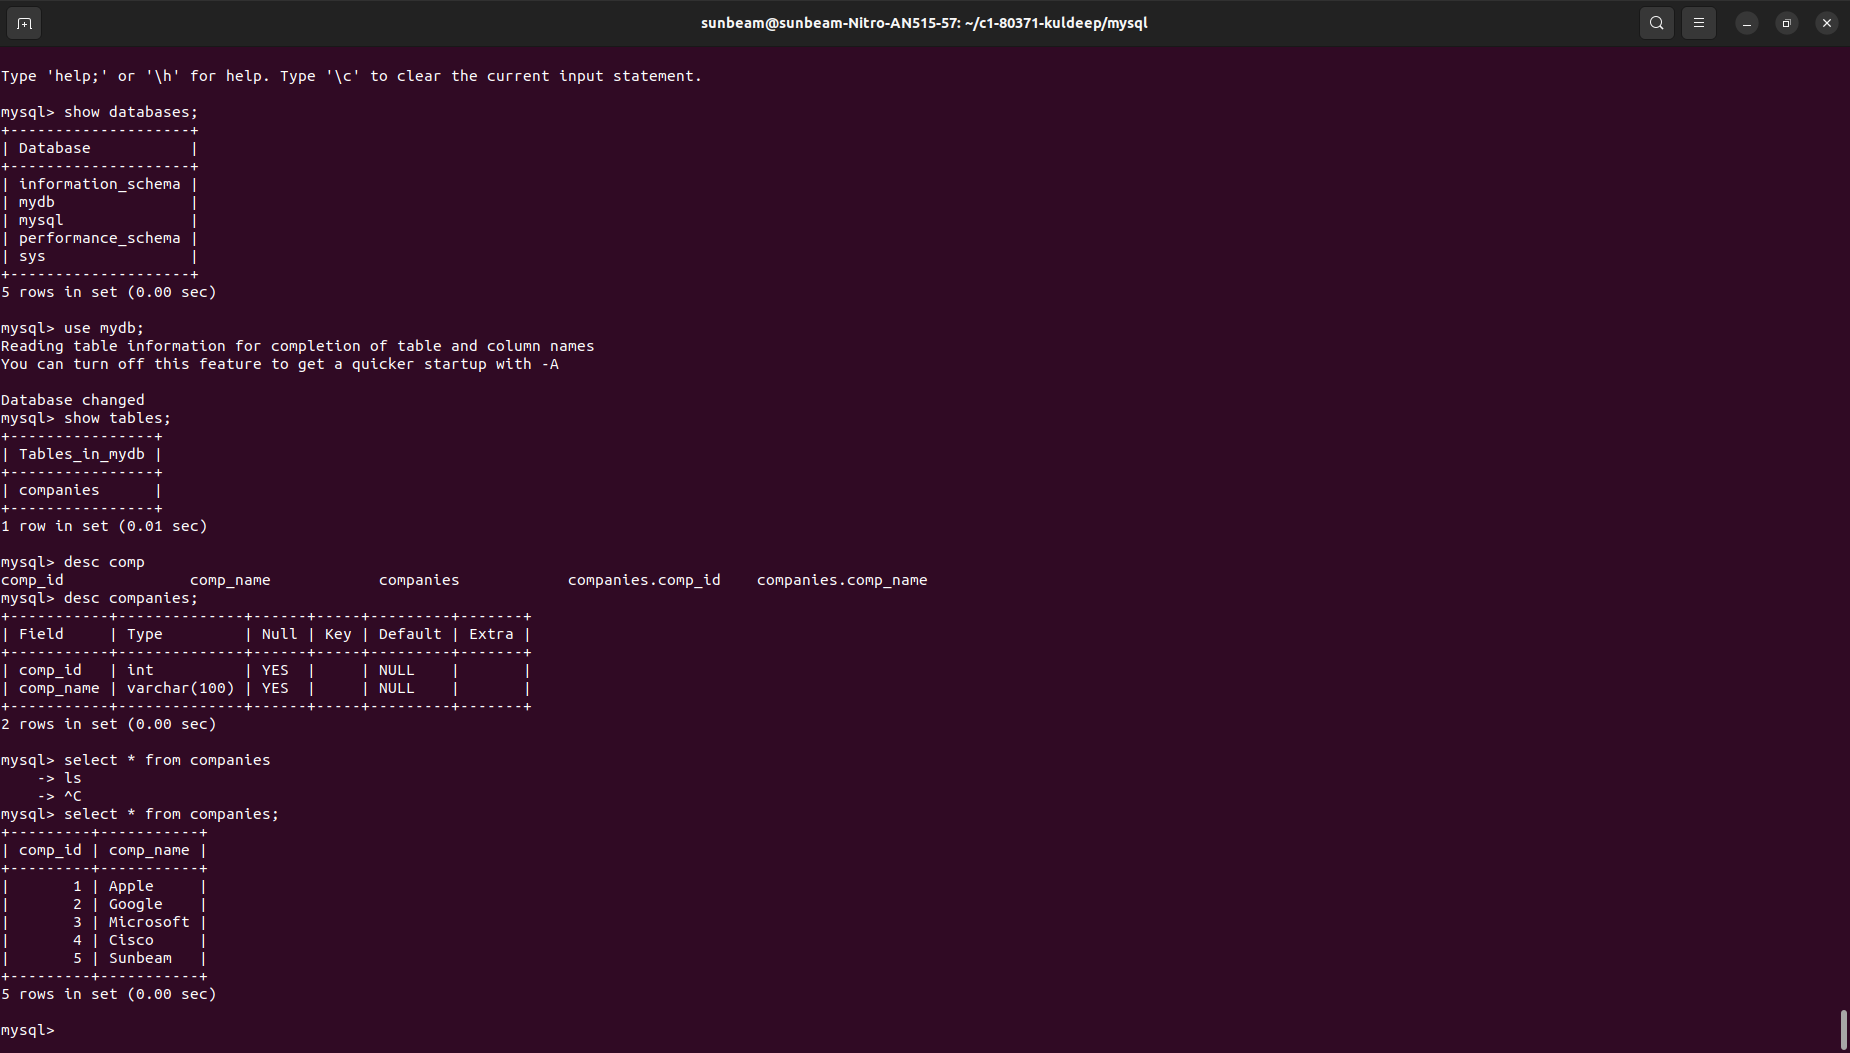 sunbeam@sunbeam-Nitro-AN515-57: ~/c1-80371-kuldeep/mysql
Type 'help;' or '\h' for help. Type '\c' to clear the current input statement.
mysql> show databases;
+--------------------+
| Database           |
+--------------------+
| information_schema |
| mydb               |
| mysql              |
| performance_schema |
| sys                |
+--------------------+
5 rows in set (0.00 sec)
mysql> use mydb;
Reading table information for completion of table and column names
You can turn off this feature to get a quicker startup with -A
Database changed
mysql> show tables;
+----------------+
| Tables_in_mydb |
+----------------+
| companies      |
+----------------+
1 row in set (0.01 sec)
mysql> desc comp
comp_id              comp_name            companies            companies.comp_id    companies.comp_name
mysql> desc companies;
+-----------+--------------+------+-----+---------+-------+
| Field     | Type         | Null | Key | Default | Extra |
+-----------+--------------+------+-----+---------+-------+
| comp_id   | int          | YES  |     | NULL    |       |
| comp_name | varchar(100) | YES  |     | NULL    |       |
+-----------+--------------+------+-----+---------+-------+
2 rows in set (0.00 sec)
mysql> select * from companies
    -> ls
    -> ^C
mysql> select * from companies;
+---------+-----------+
| comp_id | comp_name |
+---------+-----------+
|       1 | Apple     |
|       2 | Google    |
|       3 | Microsoft |
|       4 | Cisco     |
|       5 | Sunbeam   |
+---------+-----------+
5 rows in set (0.00 sec)
mysql>